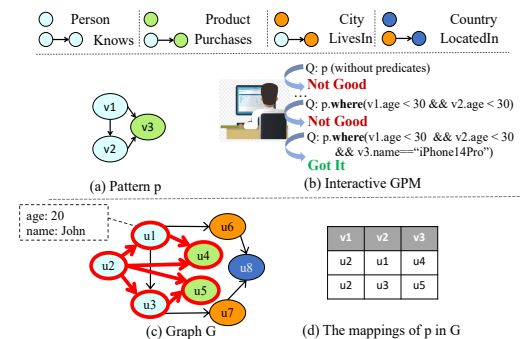 Person Product City Country
Knows Purchases LivesIn LocatedIn
Q: p (without predicates)
Not Good
...
Q: p.where(v1.age < 30 && v2.age < 30)
Not Good
Q: p.where(v1.age < 30 && v2.age < 30
&& v3.name=="iPhone14Pro")
Got It
v1
v3
v2
(a) Pattern p
(b) Interactive GPM
age: 20
name: John
u1
u6
u4
u2
u8
u5
u3
u7
(c) Graph G
v1 v2 v3
u2 u1 u4
u2 u3 u5
(d) The mappings of p in G